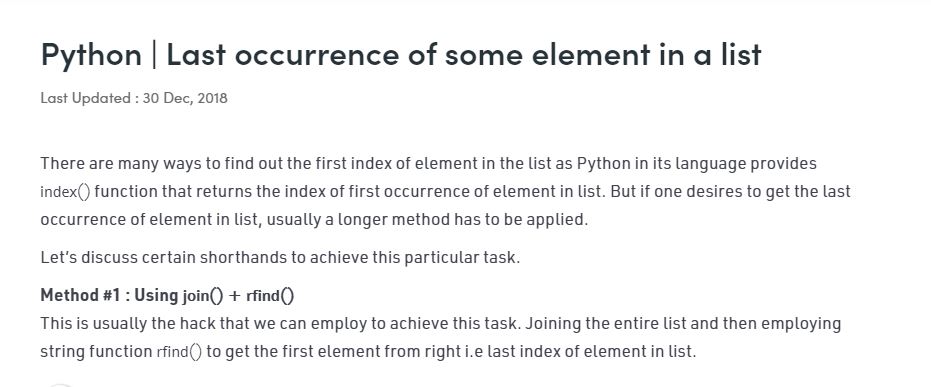 Python | Last occurrence of some element in a list
Last Updated : 30 Dec, 2018
There are many ways to find out the first index of element in the list as Python in its language provides
index() function that returns the index of first occurrence of element in list. But if one desires to get the last
occurrence of element in list, usually a longer method has to be applied.
Let's discuss certain shorthands to achieve this particular task.
Method #1 : Using join() + rfind()
This is usually the hack that we can employ to achieve this task. Joining the entire list and then employing
string function rfind() to get the first element from right i.e last index of element in list.